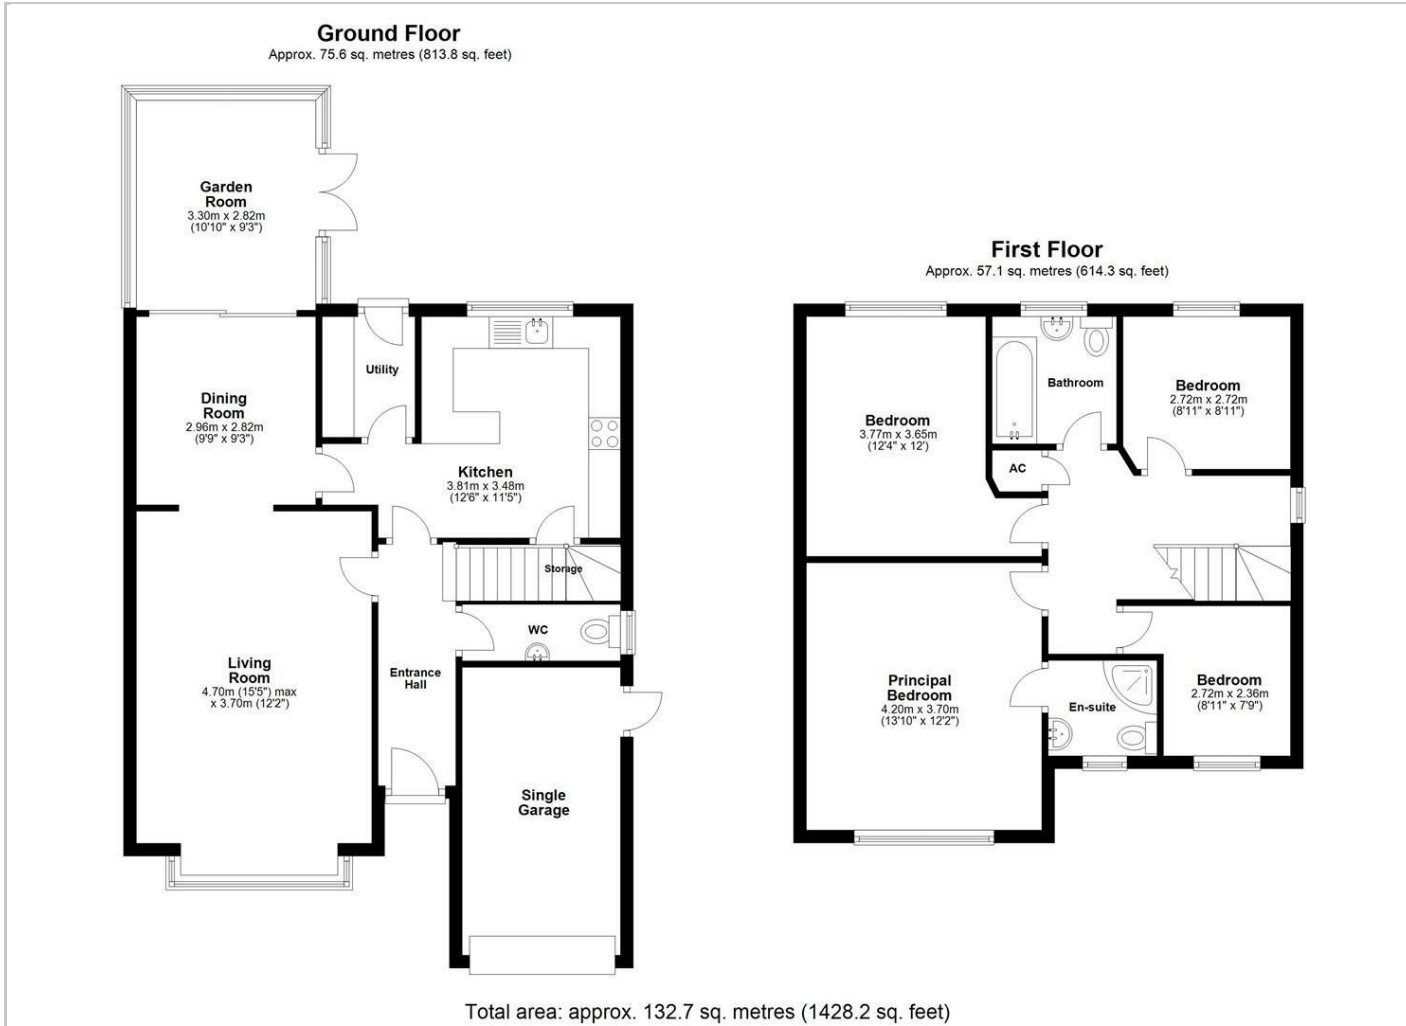 Ground Floor
Approx. 75.6 sq. metres (813.8 sq. feet)
Garden
Room
3.30m x 2.82m
(10'10" x 9'3")
Dining
Room
2.96m x 2.82m
(9'9" x 9'3")
Utility
Kitchen
3.81m x 3.48m
(12'6" x 11'5")
Storage
WC
Entrance
Hall
Living
Room
4.70m (15'5") max
x 3.70m (12'2")
Single
Garage
First Floor
Approx. 57.1 sq. metres (614.3 sq. feet)
Bedroom
3.77m x 3.65m
(12'4" x 12')
Bathroom
Bedroom
2.72m x 2.72m
(8'11" x 8'11")
AC
Principal
Bedroom
4.20m x 3.70m
(13'10" x 12'2")
En-suite
Bedroom
2.72m x 2.36m
(8'11" x 7'9")
Total area: approx. 132.7 sq. metres (1428.2 sq. feet)